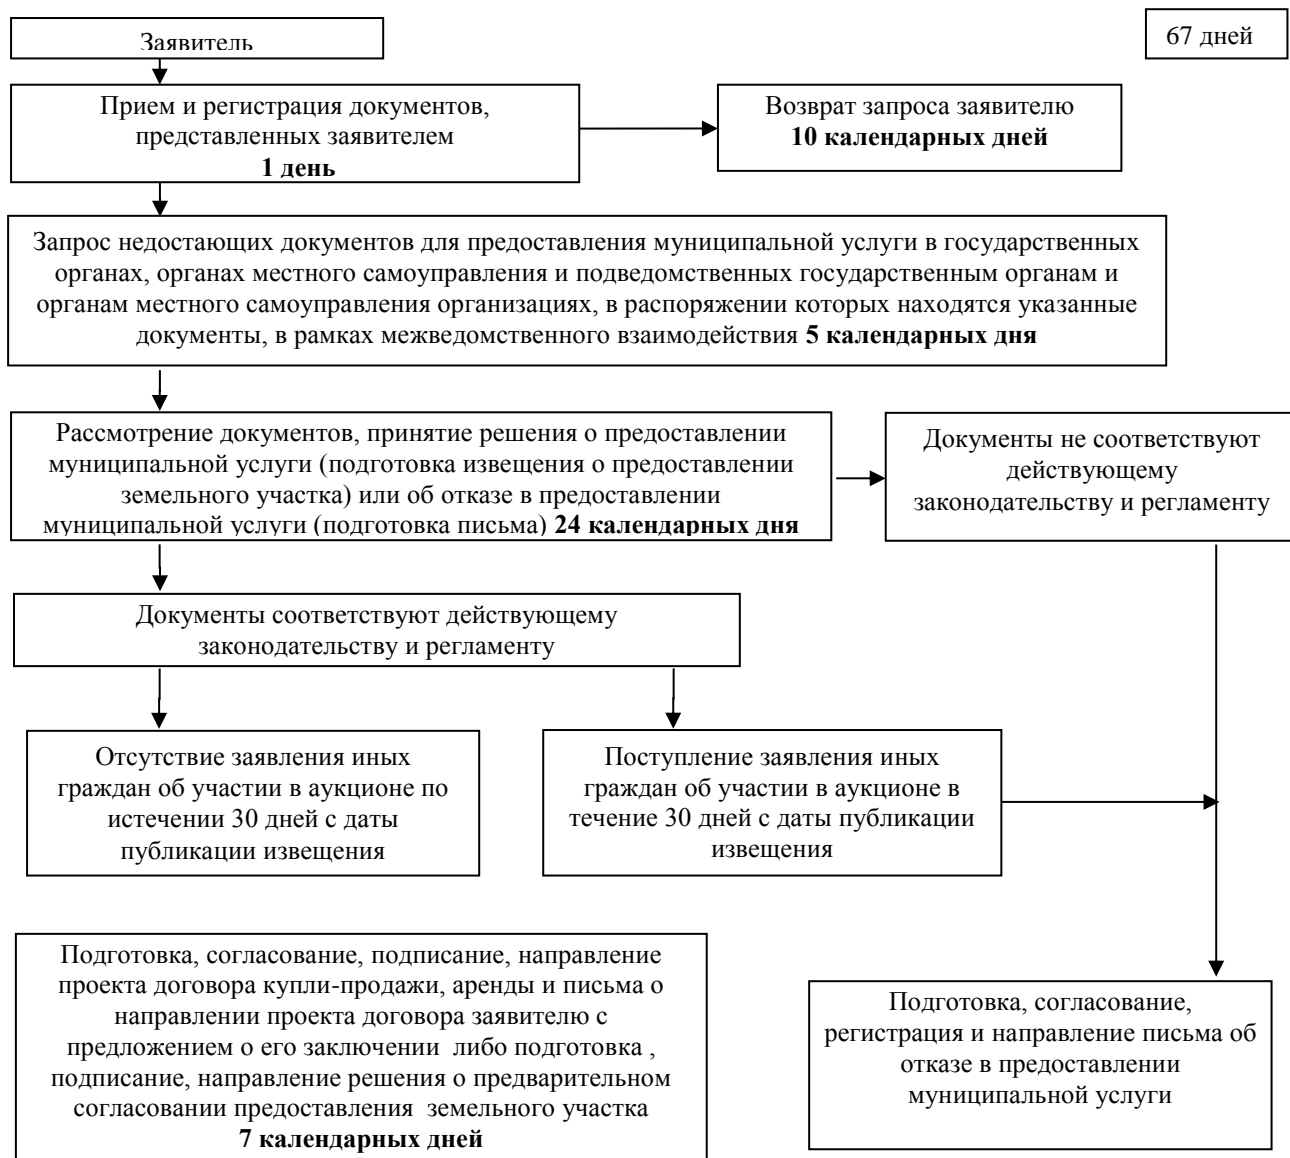 Заявитель
67 дней
Прием и регистрация документов,
представленных заявителем
1 день
Возврат запроса заявителю
10 календарных дней
Запрос недостающих документов для предоставления муниципальной услуги в государственных
органах, органах местного самоуправления и подведомственных государственным органам и
органам местного самоуправления организациях, в распоряжении которых находятся указанные
документы, в рамках межведомственного взаимодействия 5 календарных дня
Рассмотрение документов, принятие решения о предоставлении
муниципальной услуги (подготовка извещения о предоставлении
земельного участка) или об отказе в предоставлении
муниципальной услуги (подготовка письма) 24 календарных дня
Документы не соответствуют
действующему
законодательству и регламенту
Документы соответствуют действующему
законодательству и регламенту
Отсутствие заявления иных
граждан об участии в аукционе по
истечении 30 дней с даты
публикации извещения
Поступление заявления иных
граждан об участии в аукционе в
течение 30 дней с даты публикации
извещения
Подготовка, согласование, подписание, направление
проекта договора купли-продажи, аренды и письма о
направлении проекта договора заявителю с
предложением о его заключении либо подготовка ,
подписание, направление решения о предварительном
согласовании предоставления земельного участка
7 календарных дней
Подготовка, согласование,
регистрация и направление письма об
отказе в предоставлении
муниципальной услуги